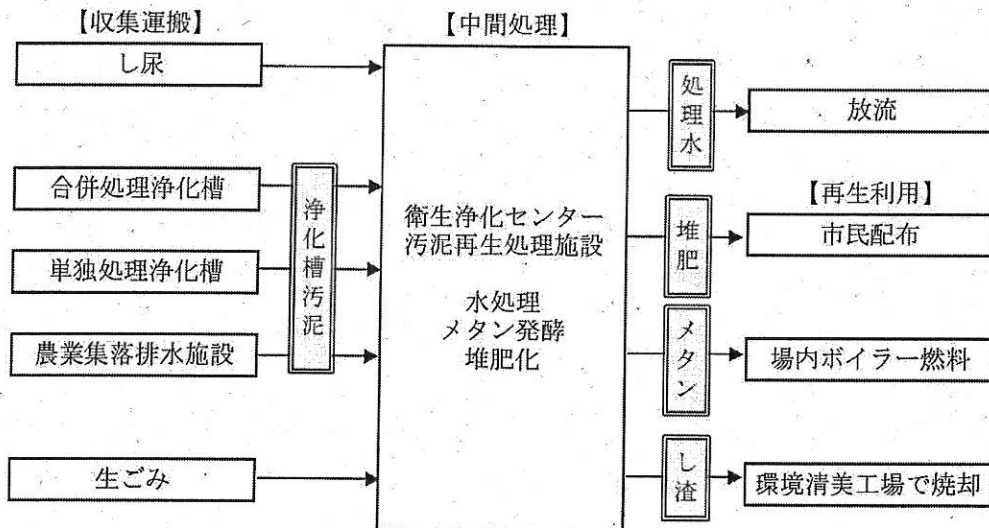 【収集運搬】
し尿
合併処理浄化槽
単独処理浄化槽
農業集落排水施設
生ごみ
浄化槽汚泥
【中間処理】
衛生浄化センター
汚泥再生処理施設
水処理
メタン発酵
堆肥化
処理水
放流
【再生利用】
堆肥
市民配布
メタン
場内ボイラー燃料
し渣
環境清美工場で焼却